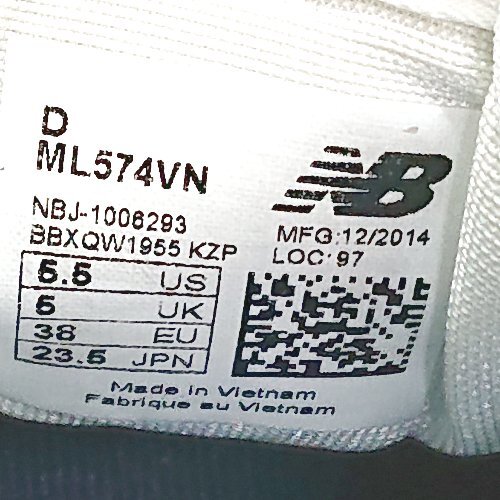 D
ML574VN
NBJ-1006293
BBXQW1955 KZP
5.5 US
5 UK
38 EU
23.5 JPN
NB
MFG:12/2014
LOC:97
Made in Vietnam
Fabrique au Vietnam